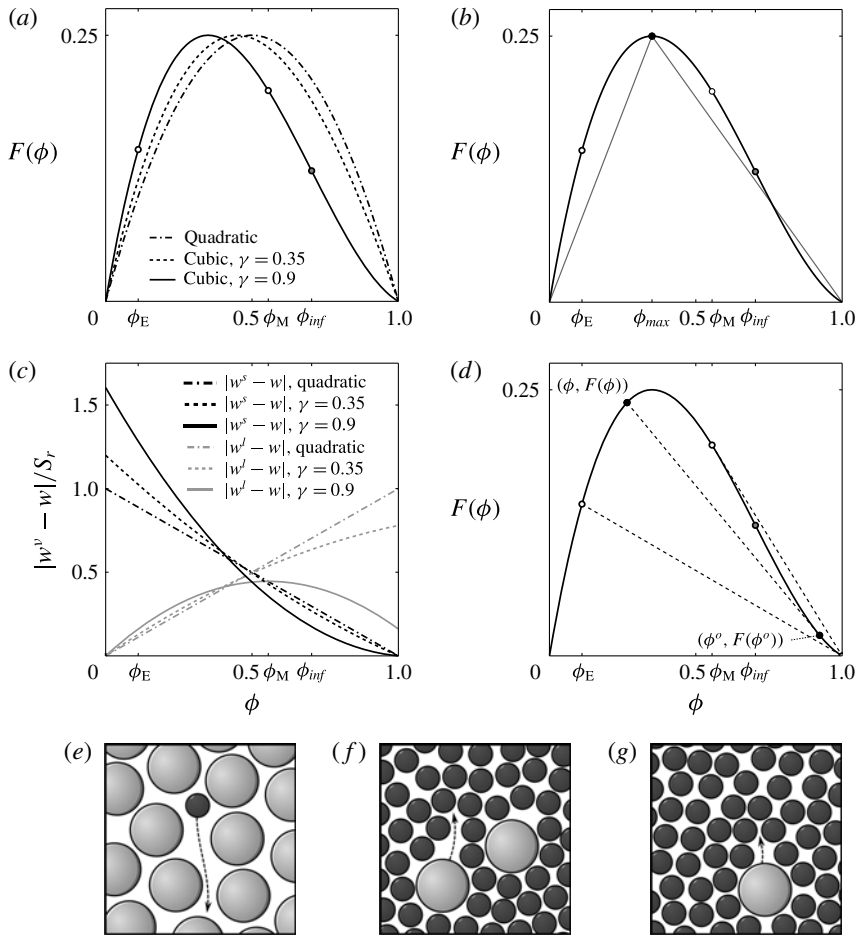 (a)
0.25
F(ϕ)
Quadratic
Cubic, γ = 0.35
Cubic, γ = 0.9
0 ϕE 0.5 ϕM ϕinf 1.0
(b)
0.25
F(ϕ)
0 ϕE ϕmax 0.5 ϕM ϕinf 1.0
(c)
|wˢ − w|, quadratic
|wˢ − w|, γ = 0.35
|wˢ − w|, γ = 0.9
|wˡ − w|, quadratic
|wˡ − w|, γ = 0.35
|wˡ − w|, γ = 0.9
1.5
1.0
0.5
|wᵛ − w|/Sr
0 ϕE 0.5 ϕM ϕinf 1.0
ϕ
(d)
0.25
(ϕ, F(ϕ))
F(ϕ)
(ϕᵒ, F(ϕᵒ))
0 ϕE 0.5 ϕM ϕinf 1.0
ϕ
(e)
(f)
(g)